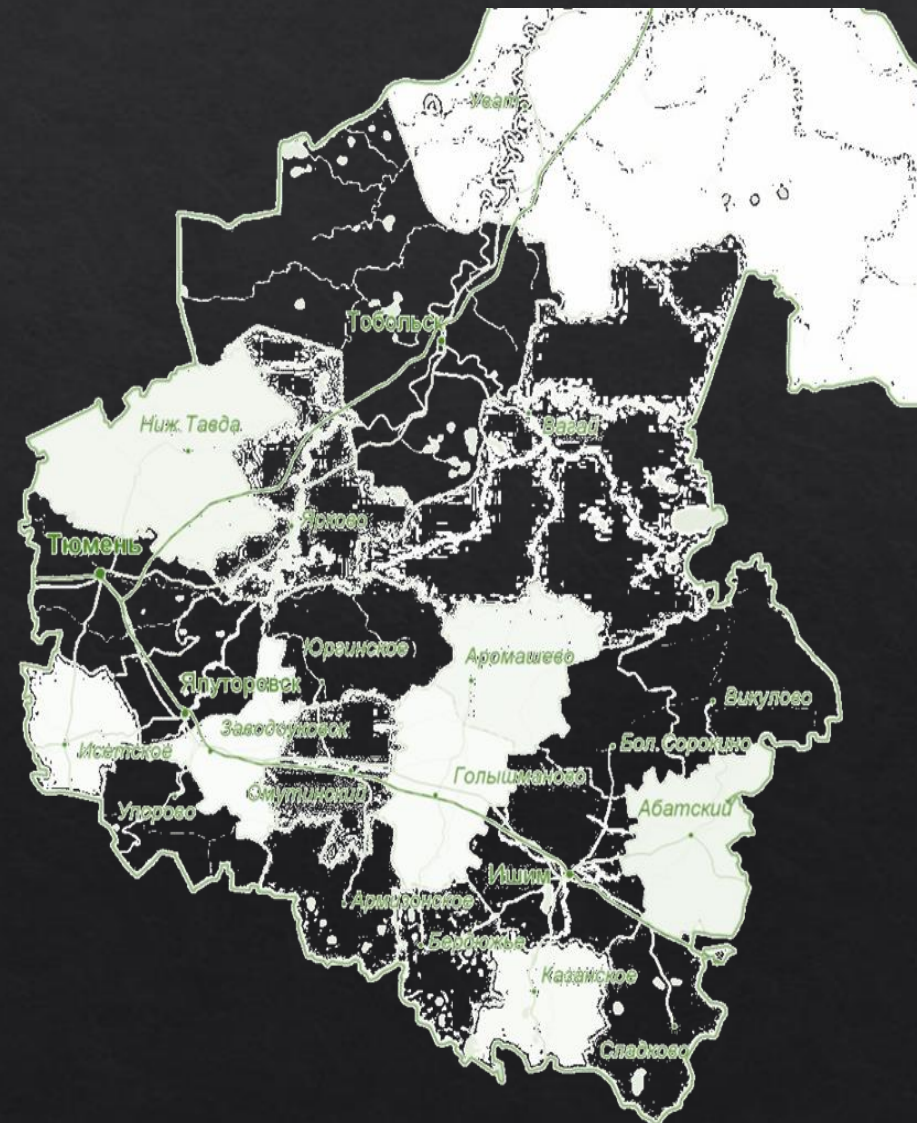 Уват
Тобольск
Ниж.Тавда
Вагай
Ярково
Тюмень
Юргинское
Аромашево
Ялуторовск
Викулово
Заводоуковск
Бол.Сорокино
Исетское
Голышманово
Омутинский
Абатский
Упорово
Ишим
Армизонское
Бердюжье
Казанское
Сладково